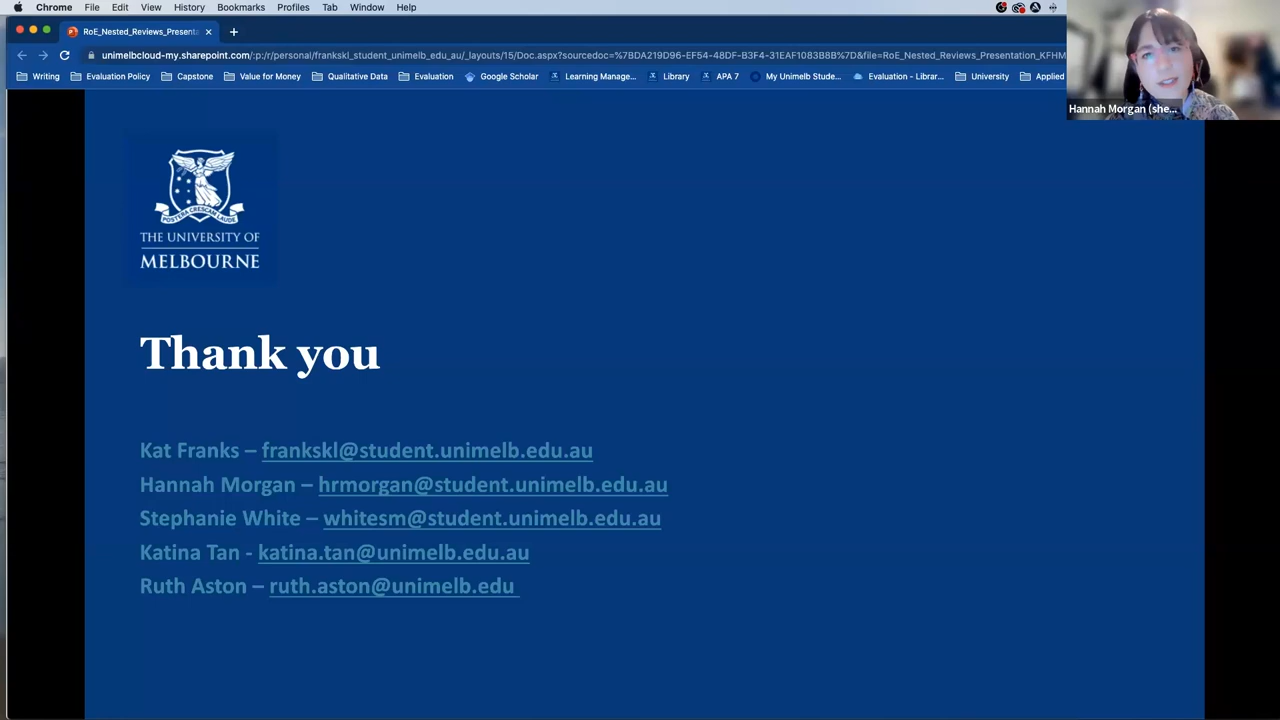 Chrome File Edit View History Bookmarks Profiles Tab Window Help
RoE_Nested_Reviews_Presenta
unimelbcloud-my.sharepoint.com/:p:/r/personal/frankskl_student_unimelb_edu_au/_layouts/15/Doc.aspx?sourcedoc=%7BDA219D96-EF54-48DF-B3F4-31EAF1083B8B%7D&file=RoE_Nested_Reviews_Presentation_KFHM
Writing Evaluation Policy Capstone Value for Money Qualitative Data Evaluation Google Scholar Learning Manage... Library APA 7 My Unimelb Stude... Evaluation - Librar... University Applied
Hannah Morgan (she...
POSTERA CRESCAM LAUDE
THE UNIVERSITY OF
MELBOURNE
Thank you
Kat Franks – frankskl@student.unimelb.edu.au
Hannah Morgan – hrmorgan@student.unimelb.edu.au
Stephanie White – whitesm@student.unimelb.edu.au
Katina Tan - katina.tan@unimelb.edu.au
Ruth Aston – ruth.aston@unimelb.edu